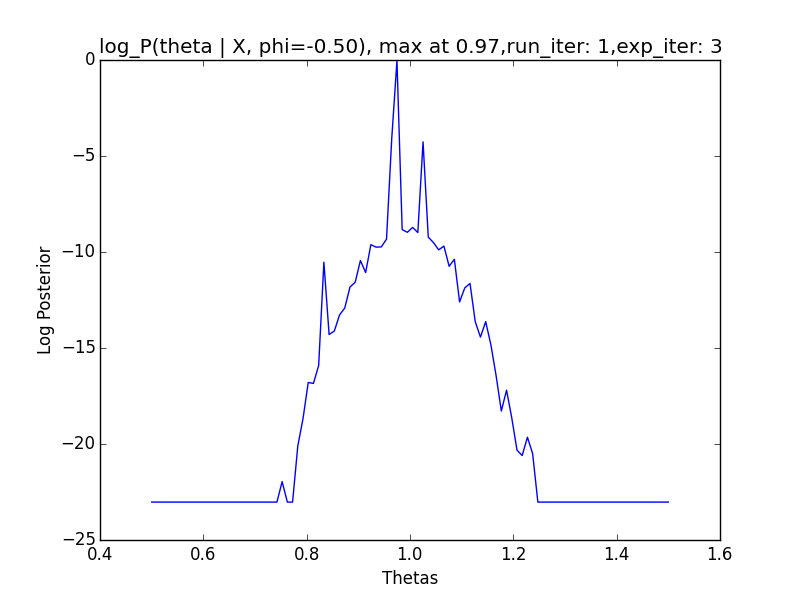 log_P(theta | X, phi=-0.50), max at 0.97,run_iter: 1,exp_iter: 3
0
−5
−10
−15
−20
−25
Log Posterior
0.4 0.6 0.8 1.0 1.2 1.4 1.6
Thetas